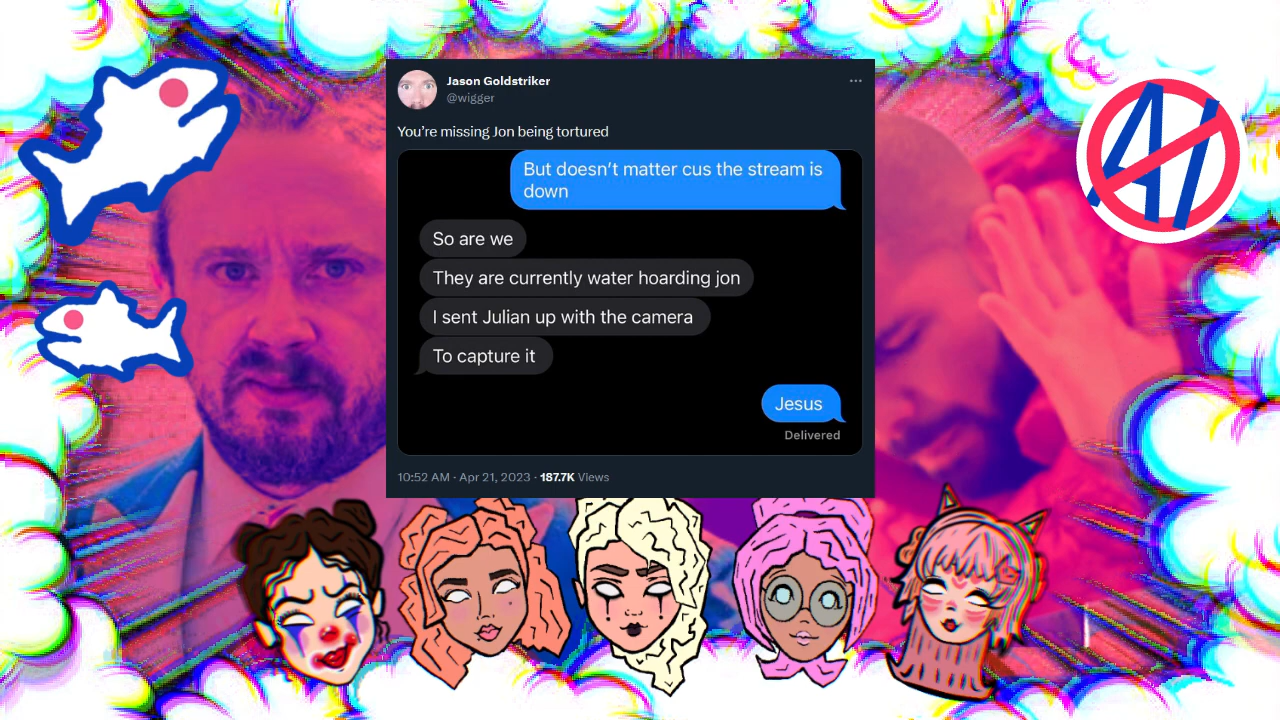 Jason Goldstriker
@wigger
You're missing Jon being tortured
But doesn't matter cus the stream is
down
So are we
They are currently water hoarding jon
I sent Julian up with the camera
To capture it
Jesus
Delivered
10:52 AM · Apr 21, 2023 · 187.7K Views
AI